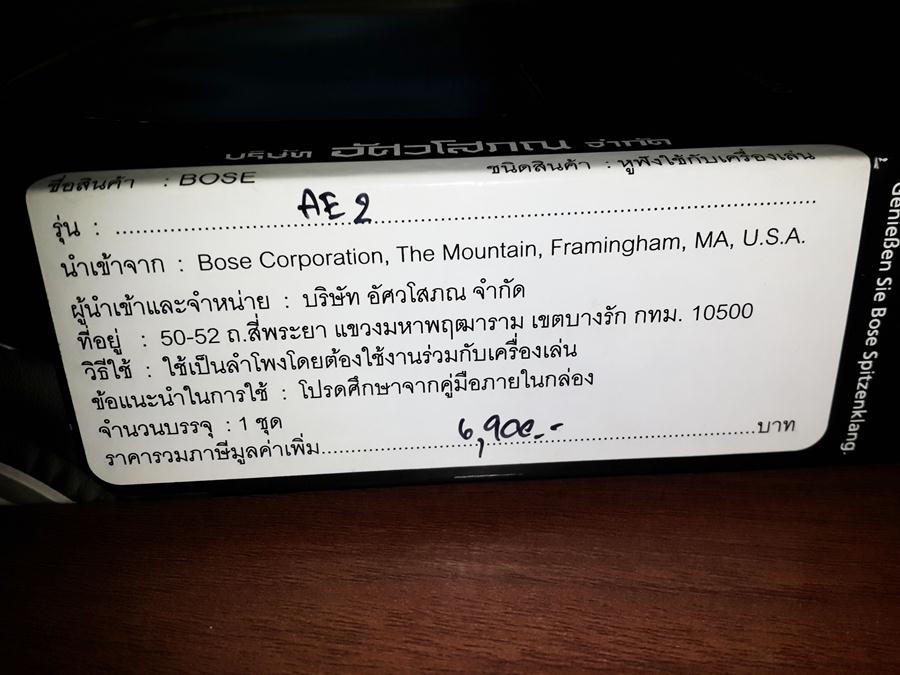 บริษัท อัศวโสภณ จำกัด
ชื่อสินค้า : BOSE ชนิดสินค้า : หูฟังใช้กับเครื่องเล่น
รุ่น : AE 2
นำเข้าจาก : Bose Corporation, The Mountain, Framingham, MA, U.S.A.
ผู้นำเข้าและจำหน่าย : บริษัท อัศวโสภณ จำกัด
ที่อยู่ : 50-52 ถ.สี่พระยา แขวงมหาพฤฒาราม เขตบางรัก กทม. 10500
วิธีใช้ : ใช้เป็นลำโพงโดยต้องใช้งานร่วมกับเครื่องเล่น
ข้อแนะนำในการใช้ : โปรดศึกษาจากคู่มือภายในกล่อง
จำนวนบรรจุ : 1 ชุด
ราคารวมภาษีมูลค่าเพิ่ม 6,900.- บาท
Genießen Sie Bose Spitzenklang.